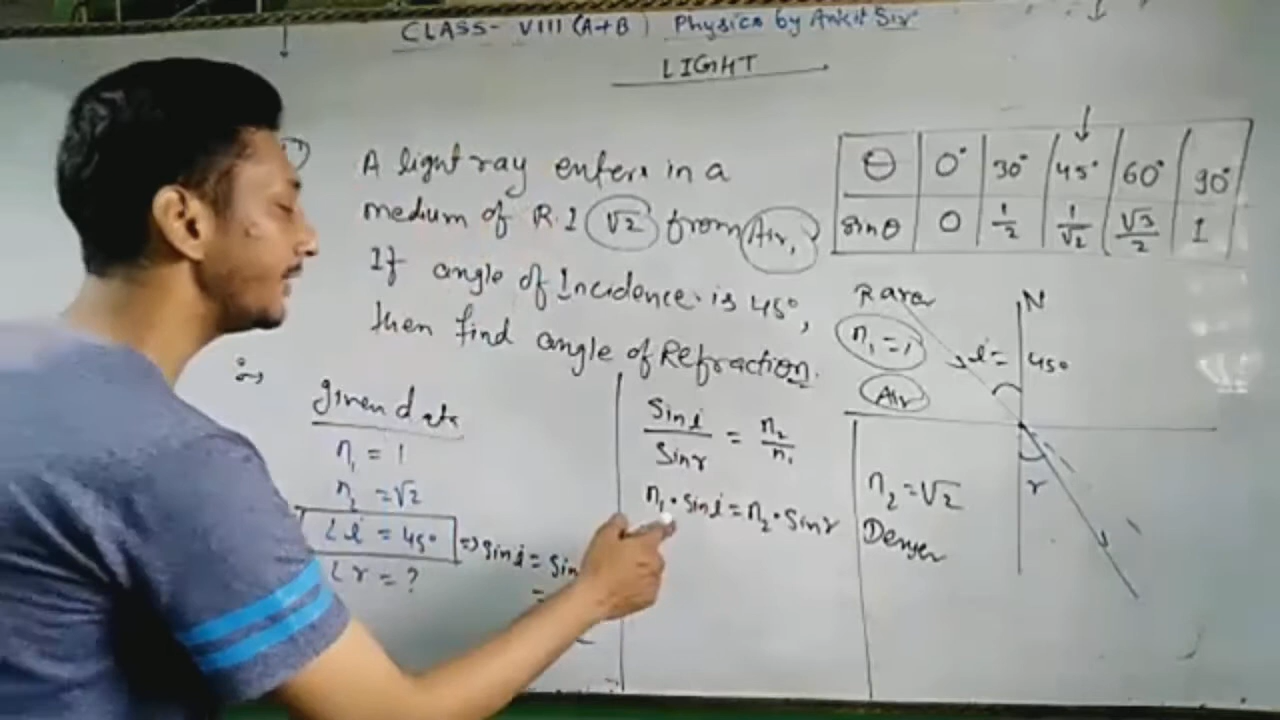 CLASS- VIII (A+B) Physics by Ankit Sir
LIGHT
A light ray enters in a
medium of R.I √2 from Air,
If angle of Incidence is 45°,
then find angle of Refraction.
given data
n₁ = 1
n₂ = √2
∠i = 45° => sin i = sin
∠r = ?
=
Sin i / Sin r = n₂ / n₁
n₁ · sin i = n₂ · sin r
θ 0° 30° 45° 60° 90°
sinθ 0 1/2 1/√2 √3/2 1
Rare
N
n₁ = 1
i = 45°
Air
n₂ = √2
r
Denser